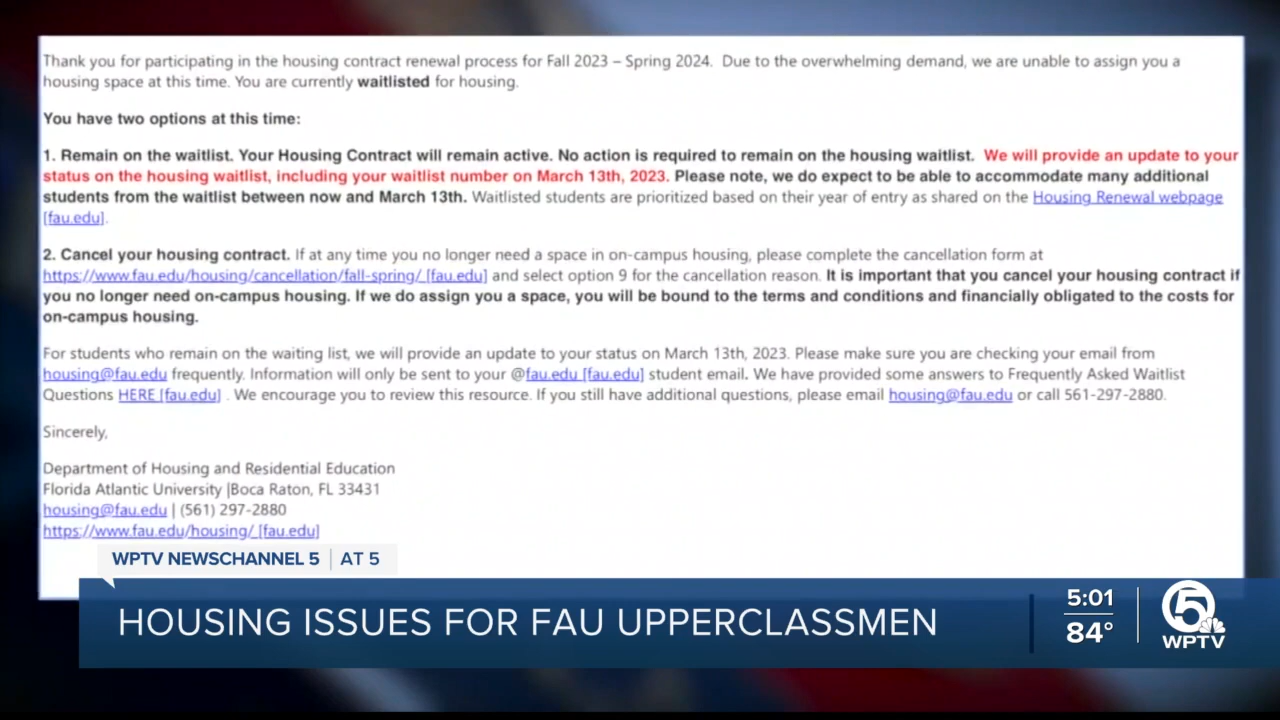 Thank you for participating in the housing contract renewal process for Fall 2023 – Spring 2024. Due to the overwhelming demand, we are unable to assign you a
housing space at this time. You are currently waitlisted for housing.
You have two options at this time:
1. Remain on the waitlist. Your Housing Contract will remain active. No action is required to remain on the housing waitlist. We will provide an update to your
status on the housing waitlist, including your waitlist number on March 13th, 2023. Please note, we do expect to be able to accommodate many additional
students from the waitlist between now and March 13th. Waitlisted students are prioritized based on their year of entry as shared on the Housing Renewal webpage
[fau.edu].
2. Cancel your housing contract. If at any time you no longer need a space in on-campus housing, please complete the cancellation form at
https://www.fau.edu/housing/cancellation/fall-spring/ [fau.edu] and select option 9 for the cancellation reason. It is important that you cancel your housing contract if
you no longer need on-campus housing. If we do assign you a space, you will be bound to the terms and conditions and financially obligated to the costs for
on-campus housing.
For students who remain on the waiting list, we will provide an update to your status on March 13th, 2023. Please make sure you are checking your email from
housing@fau.edu frequently. Information will only be sent to your @fau.edu [fau.edu] student email. We have provided some answers to Frequently Asked Waitlist
Questions HERE [fau.edu] . We encourage you to review this resource. If you still have additional questions, please email housing@fau.edu or call 561-297-2880.
Sincerely,
Department of Housing and Residential Education
Florida Atlantic University |Boca Raton, FL 33431
housing@fau.edu | (561) 297-2880
https://www.fau.edu/housing/ [fau.edu]
WPTV NEWSCHANNEL 5 | AT 5
HOUSING ISSUES FOR FAU UPPERCLASSMEN
5:01
84°
5
WPTV